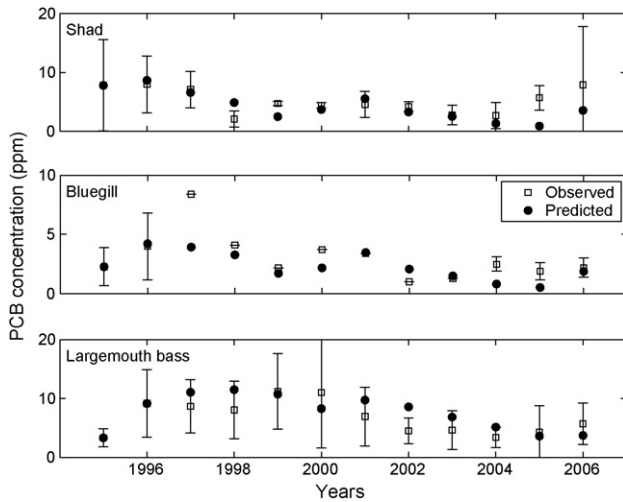 PCB concentration (ppm)
Shad
20
10
0
Bluegill
10
5
0
Observed
Predicted
Largemouth bass
20
10
0
1996 1998 2000 2002 2004 2006
Years